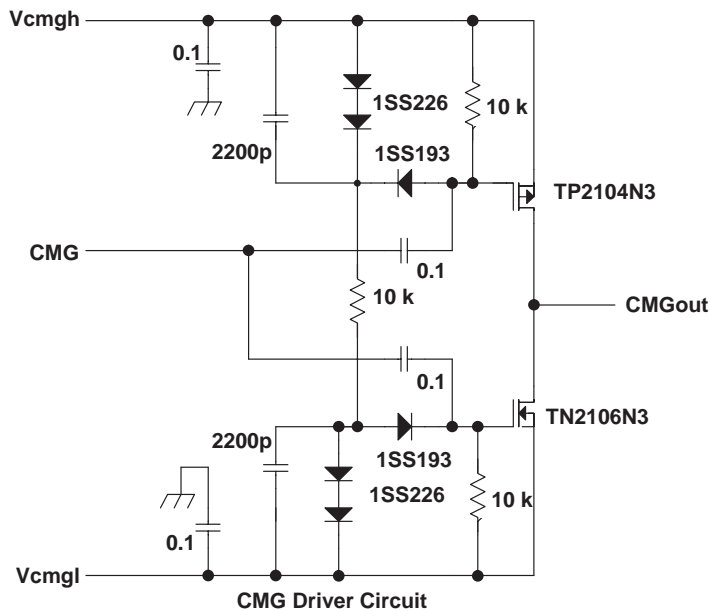 Vcmgh
0.1
1SS226
10 k
2200p
1SS193
TP2104N3
CMG
0.1
10 k
CMGout
0.1
TN2106N3
2200p
1SS193
1SS226
10 k
0.1
Vcmgl
CMG Driver Circuit